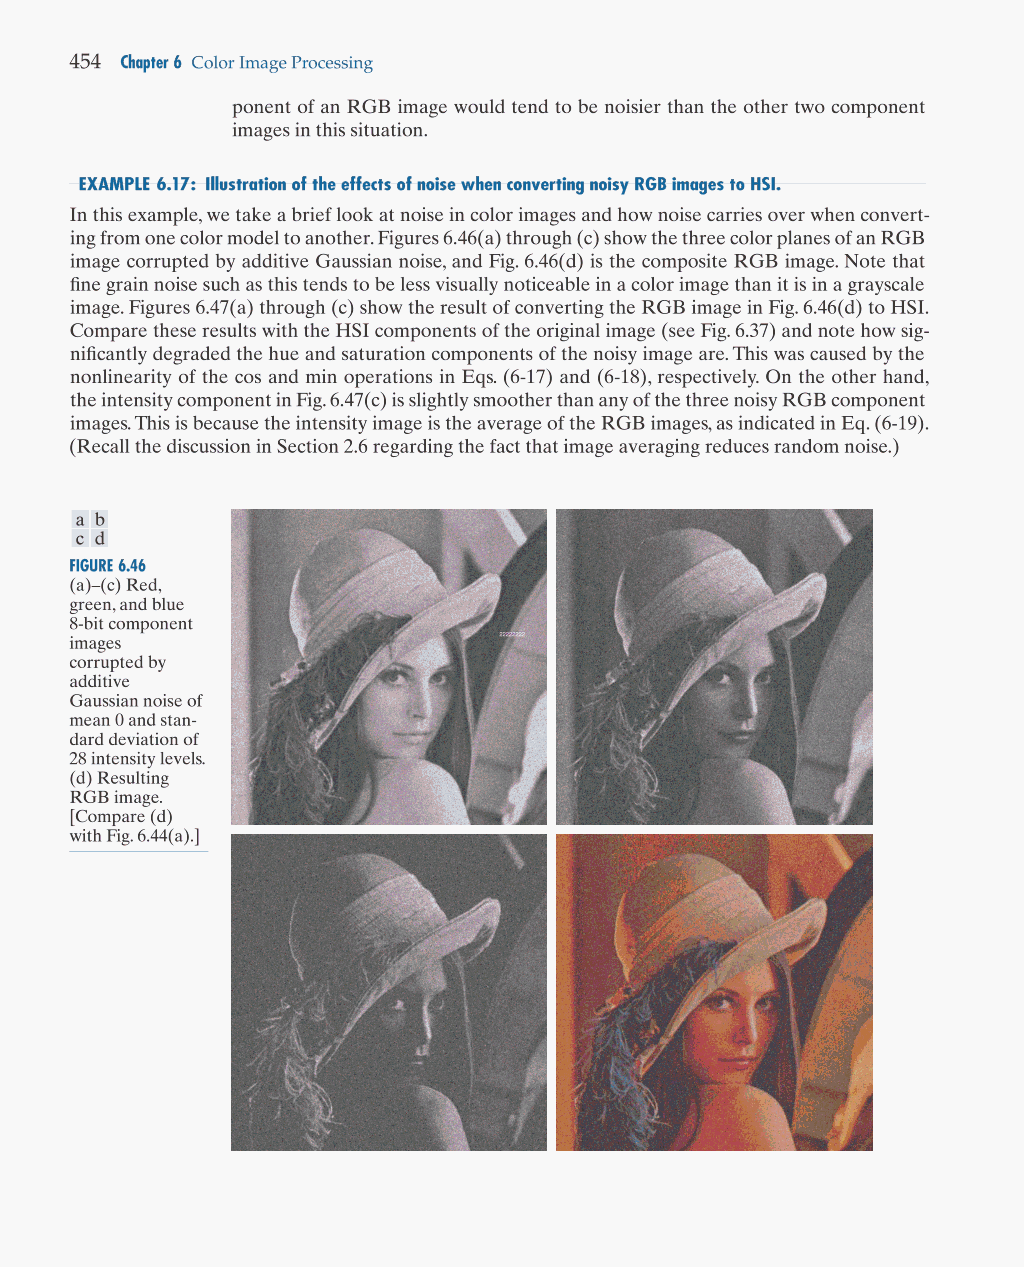 454 Chapter 6 Color Image Processing
ponent of an RGB image would tend to be noisier than the other two component
images in this situation.
EXAMPLE 6.17: Illustration of the effects of noise when converting noisy RGB images to HSI.
In this example, we take a brief look at noise in color images and how noise carries over when convert-
ing from one color model to another. Figures 6.46(a) through (c) show the three color planes of an RGB
image corrupted by additive Gaussian noise, and Fig. 6.46(d) is the composite RGB image. Note that
fine grain noise such as this tends to be less visually noticeable in a color image than it is in a grayscale
image. Figures 6.47(a) through (c) show the result of converting the RGB image in Fig. 6.46(d) to HSI.
Compare these results with the HSI components of the original image (see Fig. 6.37) and note how sig-
nificantly degraded the hue and saturation components of the noisy image are. This was caused by the
nonlinearity of the cos and min operations in Eqs. (6-17) and (6-18), respectively. On the other hand,
the intensity component in Fig. 6.47(c) is slightly smoother than any of the three noisy RGB component
images. This is because the intensity image is the average of the RGB images, as indicated in Eq. (6-19).
(Recall the discussion in Section 2.6 regarding the fact that image averaging reduces random noise.)
a b
c d
FIGURE 6.46
(a)–(c) Red,
green, and blue
8-bit component
images
corrupted by
additive
Gaussian noise of
mean 0 and stan-
dard deviation of
28 intensity levels.
(d) Resulting
RGB image.
[Compare (d)
with Fig. 6.44(a).]